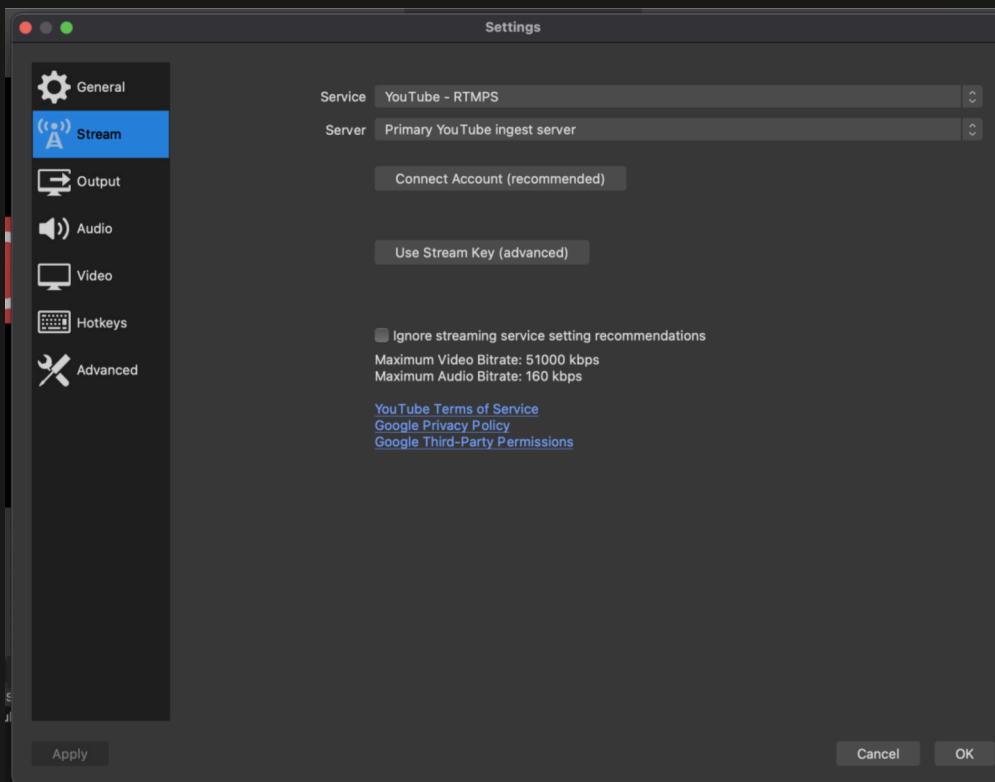 Settings
General
Stream
Output
Audio
Video
Hotkeys
Advanced
Service YouTube - RTMPS
Server Primary YouTube ingest server
Connect Account (recommended)
Use Stream Key (advanced)
Ignore streaming service setting recommendations
Maximum Video Bitrate: 51000 kbps
Maximum Audio Bitrate: 160 kbps
YouTube Terms of Service
Google Privacy Policy
Google Third-Party Permissions
Apply Cancel OK